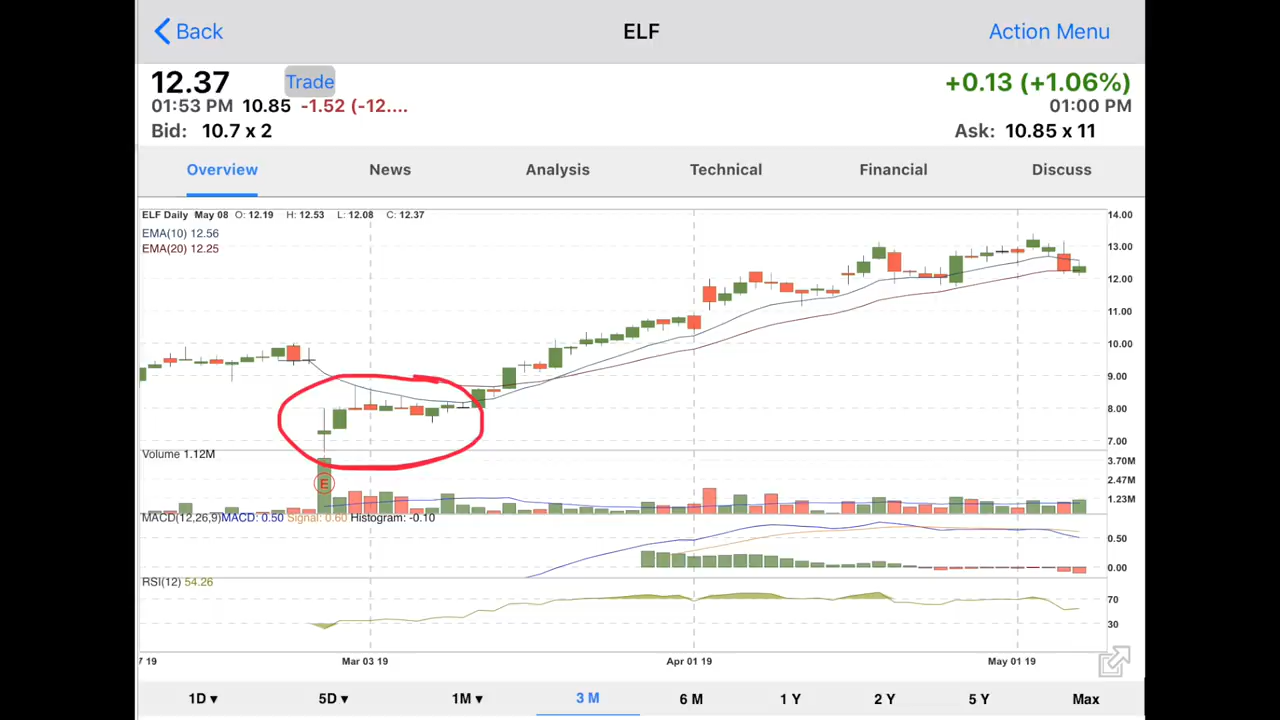 Back ELF Action Menu
12.37 Trade +0.13 (+1.06%)
01:53 PM 10.85 -1.52 (-12.... 01:00 PM
Bid: 10.7 x 2 Ask: 10.85 x 11
Overview News Analysis Technical Financial Discuss
ELF Daily May 08 O: 12.19 H: 12.53 L: 12.08 C: 12.37
14.00
EMA(10) 12.56
EMA(20) 12.25
13.00
12.00
11.00
10.00
9.00
8.00
7.00
Volume 1.12M
3.70M
E
2.47M
1.23M
MACD(12,26,9)MACD: 0.50 Signal: 0.60 Histogram: -0.10
0.50
0.00
RSI(12) 54.26
70
30
7 19 Mar 03 19 Apr 01 19 May 01 19
1D ▾ 5D ▾ 1M ▾ 3 M 6 M 1 Y 2 Y 5 Y Max